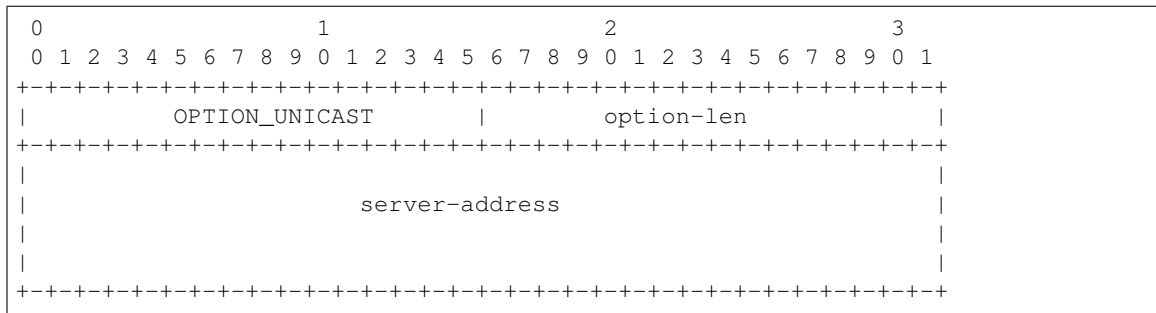 0                   1                   2                   3
 0 1 2 3 4 5 6 7 8 9 0 1 2 3 4 5 6 7 8 9 0 1 2 3 4 5 6 7 8 9 0 1
+-+-+-+-+-+-+-+-+-+-+-+-+-+-+-+-+-+-+-+-+-+-+-+-+-+-+-+-+-+-+-+-+
|          OPTION_UNICAST       |        option-len             |
+-+-+-+-+-+-+-+-+-+-+-+-+-+-+-+-+-+-+-+-+-+-+-+-+-+-+-+-+-+-+-+-+
|                                                               |
|                       server-address                          |
|                                                               |
|                                                               |
+-+-+-+-+-+-+-+-+-+-+-+-+-+-+-+-+-+-+-+-+-+-+-+-+-+-+-+-+-+-+-+-+